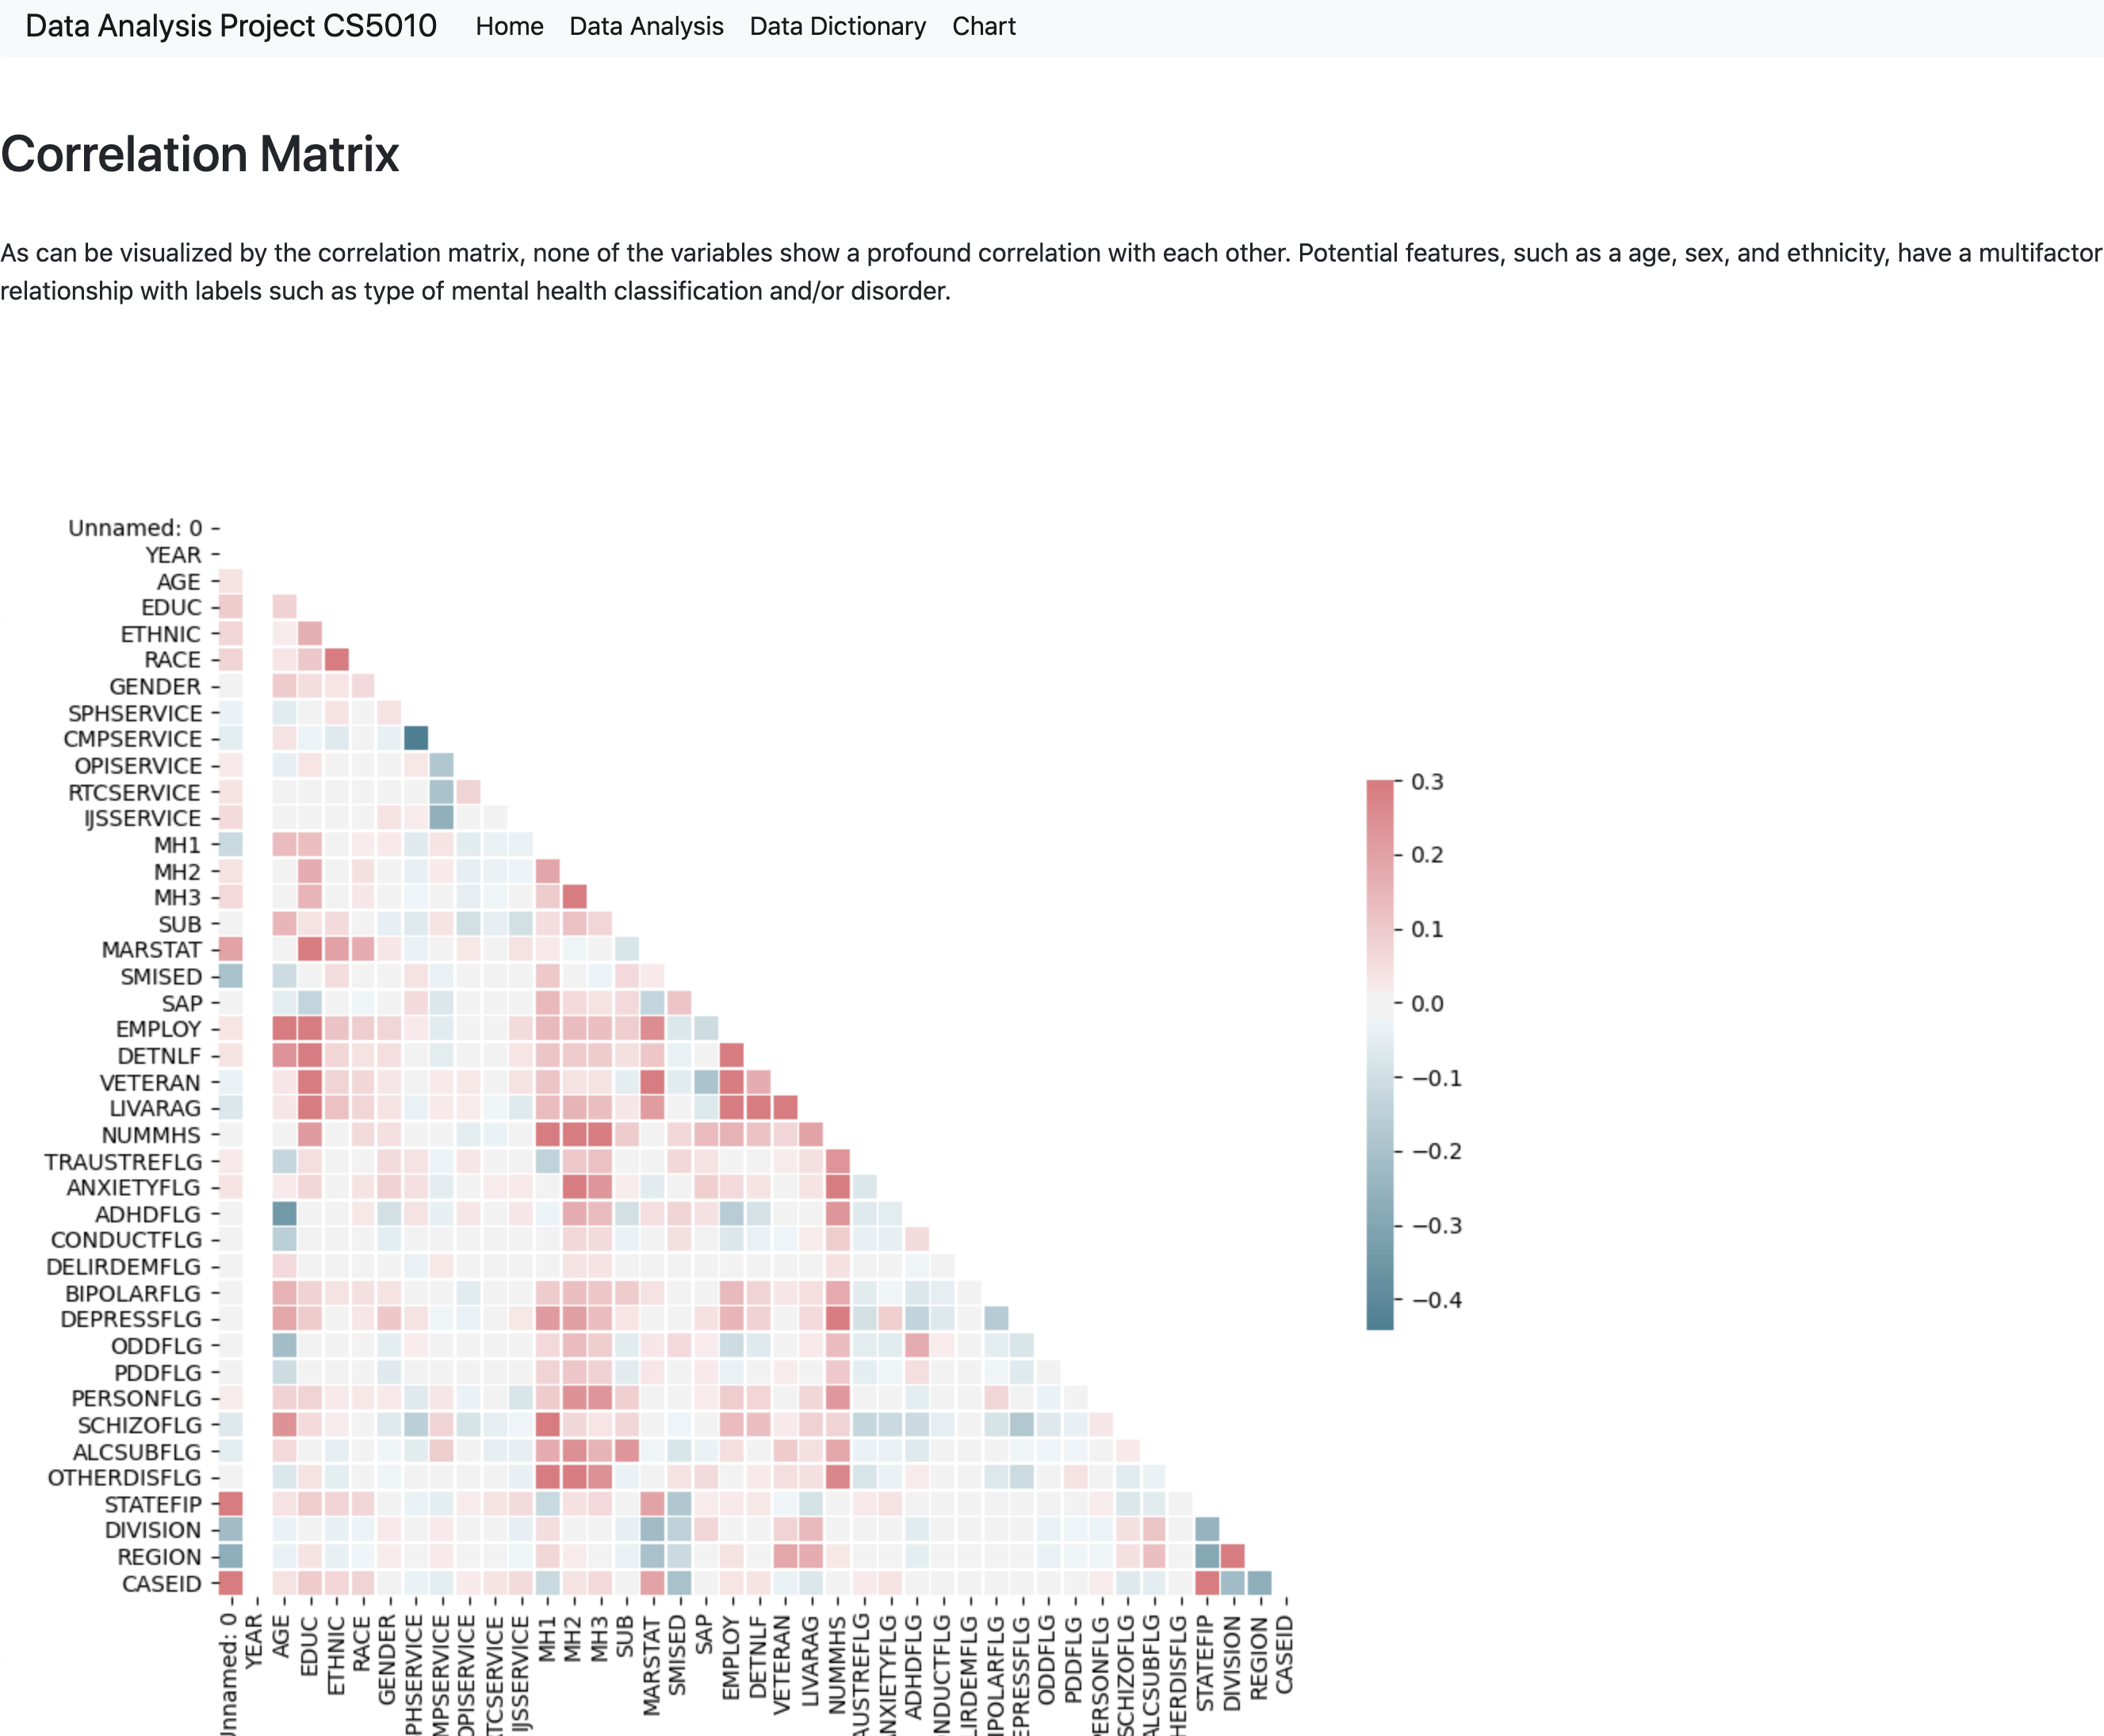 Data Analysis Project CS5010 Home Data Analysis Data Dictionary Chart
Correlation Matrix
As can be visualized by the correlation matrix, none of the variables show a profound correlation with each other. Potential features, such as a age, sex, and ethnicity, have a multifactor
relationship with labels such as type of mental health classification and/or disorder.
Unnamed: 0
YEAR
AGE
EDUC
ETHNIC
RACE
GENDER
SPHSERVICE
CMPSERVICE
OPISERVICE
RTCSERVICE
IJSSERVICE
MH1
MH2
MH3
SUB
MARSTAT
SMISED
SAP
EMPLOY
DETNLF
VETERAN
LIVARAG
NUMMHS
TRAUSTREFLG
ANXIETYFLG
ADHDFLG
CONDUCTFLG
DELIRDEMFLG
BIPOLARFLG
DEPRESSFLG
ODDFLG
PDDFLG
PERSONFLG
SCHIZOFLG
ALCSUBFLG
OTHERDISFLG
STATEFIP
DIVISION
REGION
CASEID
0.3
0.2
0.1
0.0
−0.1
−0.2
−0.3
−0.4
Unnamed: 0
YEAR
AGE
EDUC
ETHNIC
RACE
GENDER
PHSERVICE
MPSERVICE
OPISERVICE
TCSERVICE
IJSSERVICE
MH1
MH2
MH3
SUB
MARSTAT
SMISED
SAP
EMPLOY
DETNLF
VETERAN
LIVARAG
NUMMHS
AUSTREFLG
NXIETYFLG
ADHDFLG
NDUCTFLG
LIRDEMFLG
IPOLARFLG
EPRESSFLG
ODDFLG
PDDFLG
PERSONFLG
SCHIZOFLG
ALCSUBFLG
HERDISFLG
STATEFIP
DIVISION
REGION
CASEID